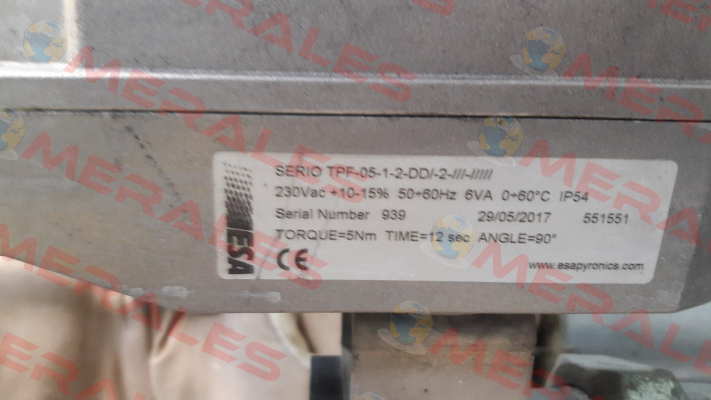 SERIO TPF-05-1-2-DD/-2-///-/////
230Vac +10-15% 50÷60Hz 6VA 0÷60°C IP54
Serial Number 939 29/05/2017 551551
TORQUE=5Nm TIME=12 sec ANGLE=90°
CE www.esapyronics.com
ESA
MERALES
MERALES
MERALES
MERALES
MERALES
MERALES